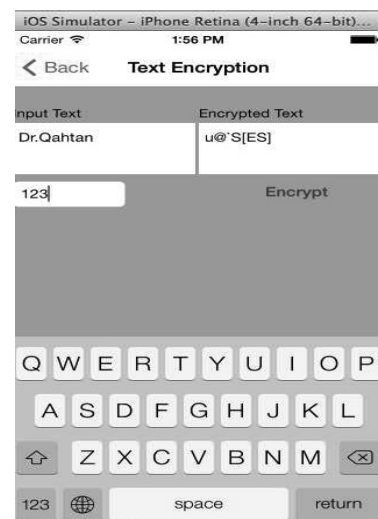 iOS Simulator - iPhone Retina (4-inch 64-bit)...
Carrier 1:56 PM
Back Text Encryption
nput Text Encrypted Text
Dr.Qahtan u@`S[ES]
123 Encrypt
Q W E R T Y U I O P
A S D F G H J K L
Z X C V B N M
123 space return